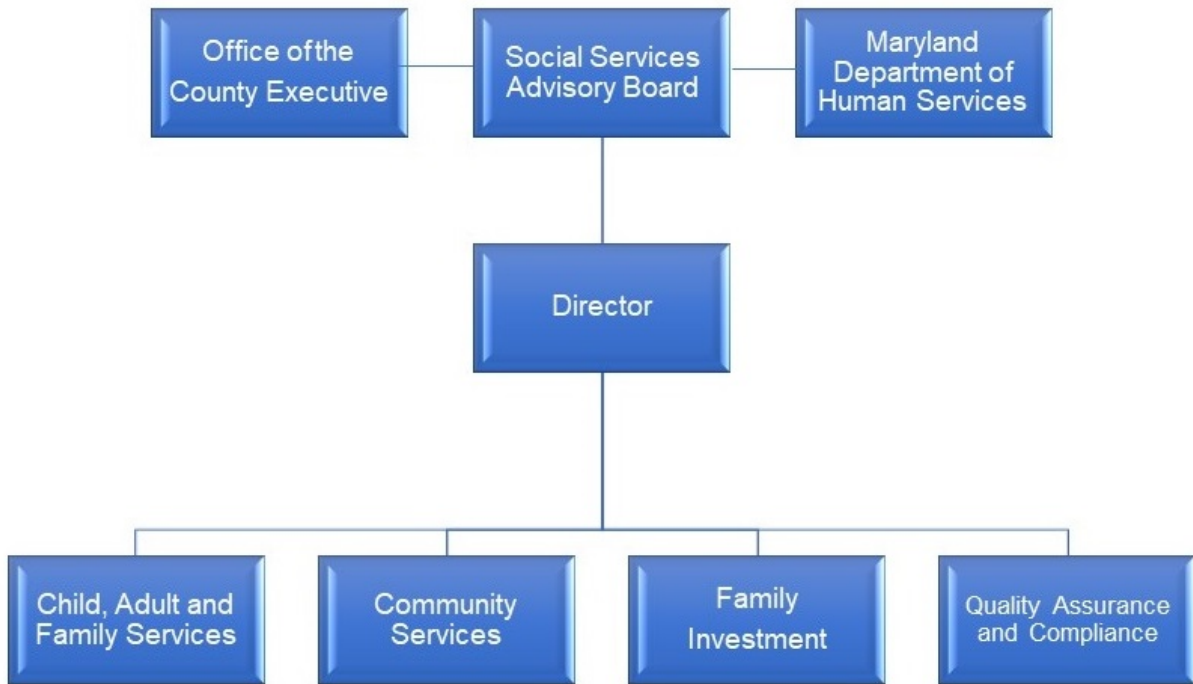 Office of the
County Executive
Social Services
Advisory Board
Maryland
Department of
Human Services
Director
Child, Adult and
Family Services
Community
Services
Family
Investment
Quality Assurance
and Compliance